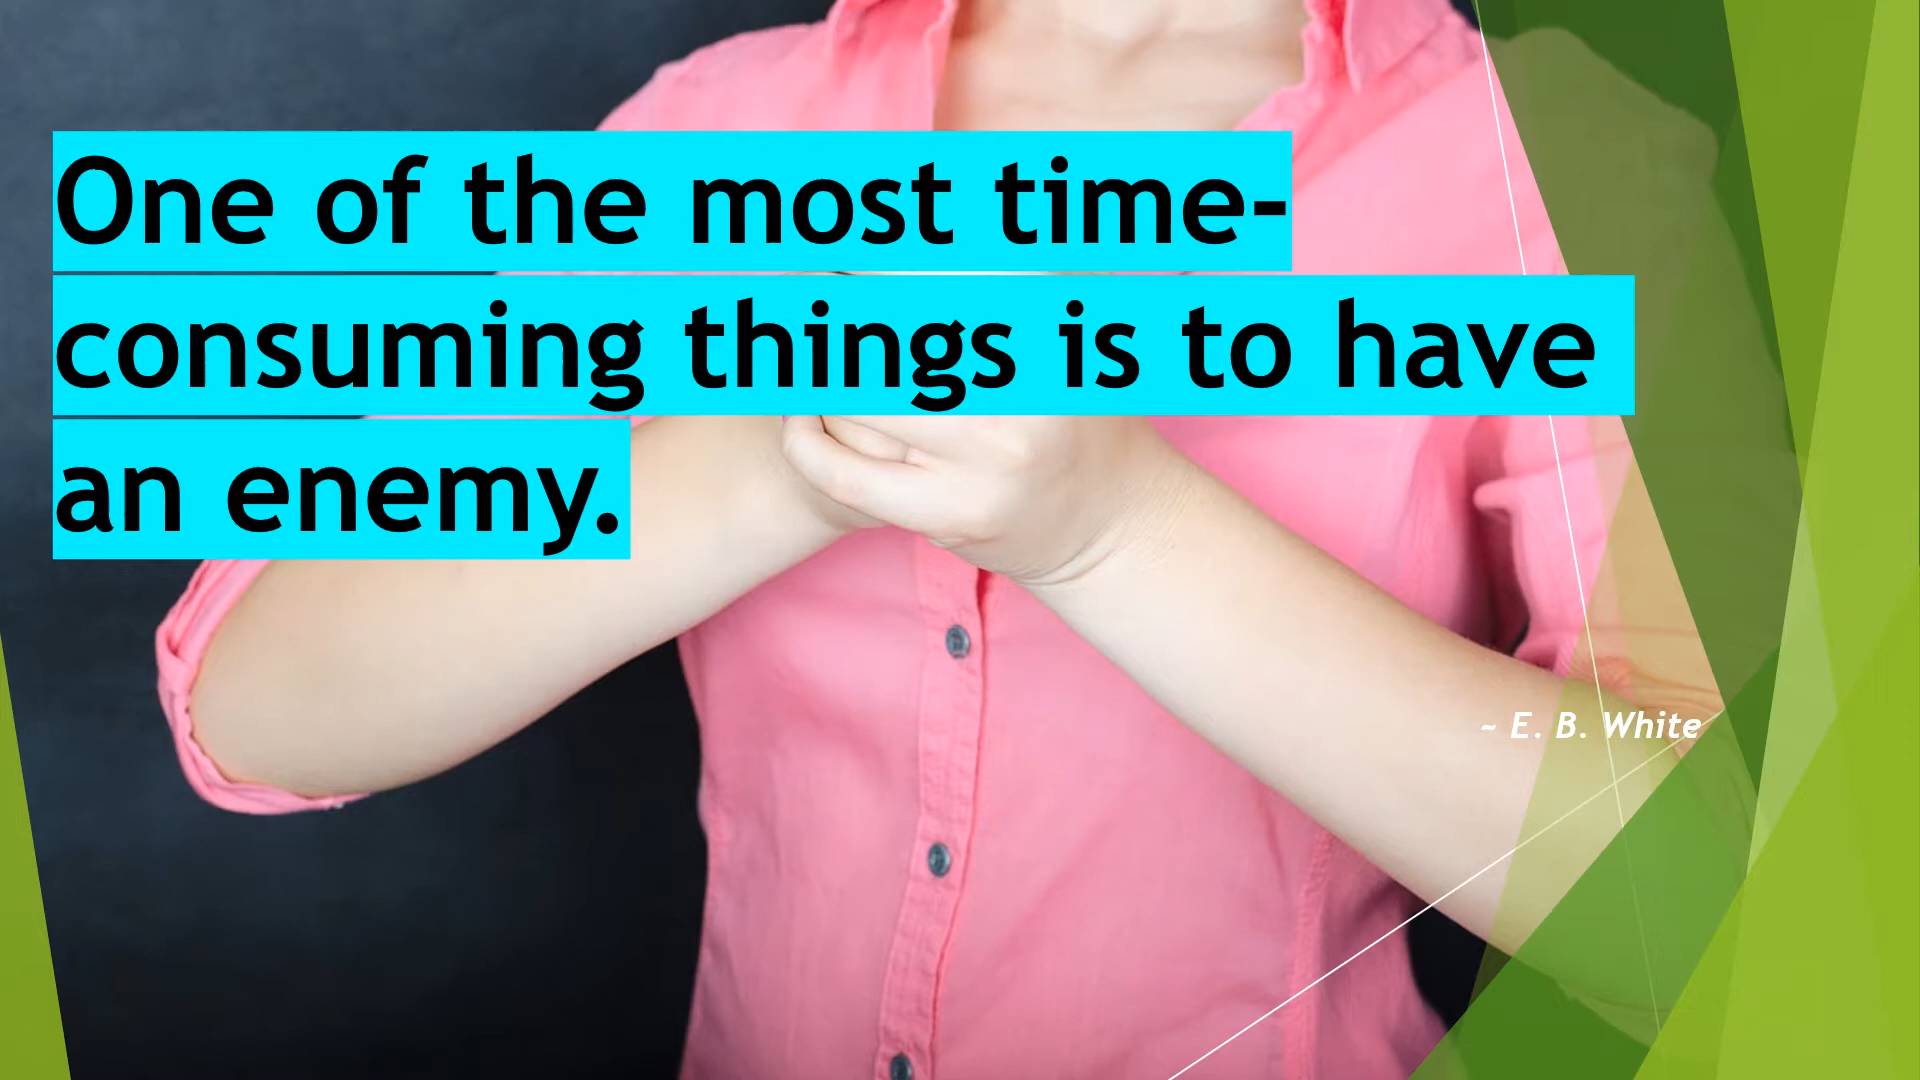 One of the most time-
consuming things is to have
an enemy.
~ E. B. White